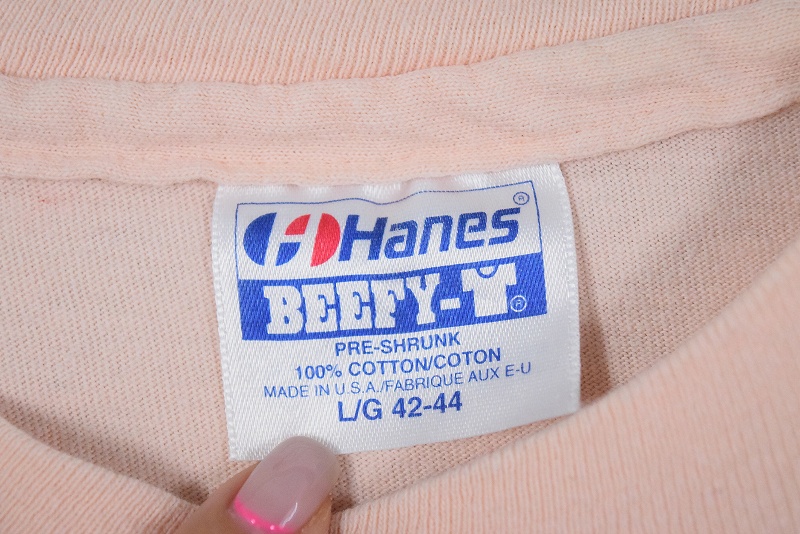 Hanes®
BEEFY-T®
PRE-SHRUNK
100% COTTON/COTON
MADE IN U.S.A./FABRIQUE AUX E-U
L/G 42-44